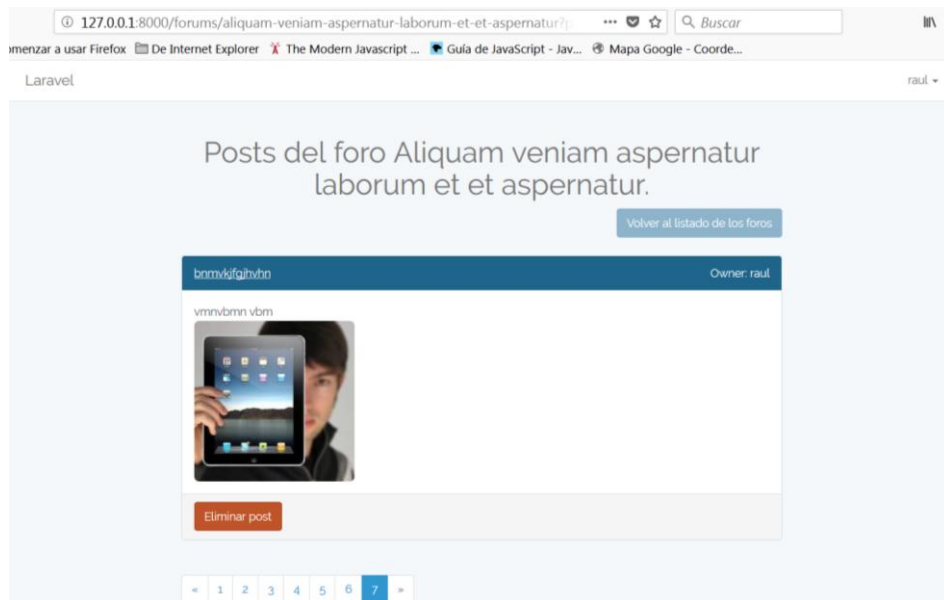 127.0.0.1:8000/forums/aliquam-veniam-aspernatur-laborum-et-et-aspernatur?p
Buscar
omenzar a usar Firefox De Internet Explorer The Modern Javascript ... Guía de JavaScript - Jav... Mapa Google - Coorde...
Laravel
raul
Posts del foro Aliquam veniam aspernatur
laborum et et aspernatur.
Volver al listado de los foros
bnmvkjfgjhvhn
Owner: raul
vmnvbmn vbm
Eliminar post
« 1 2 3 4 5 6 7 »